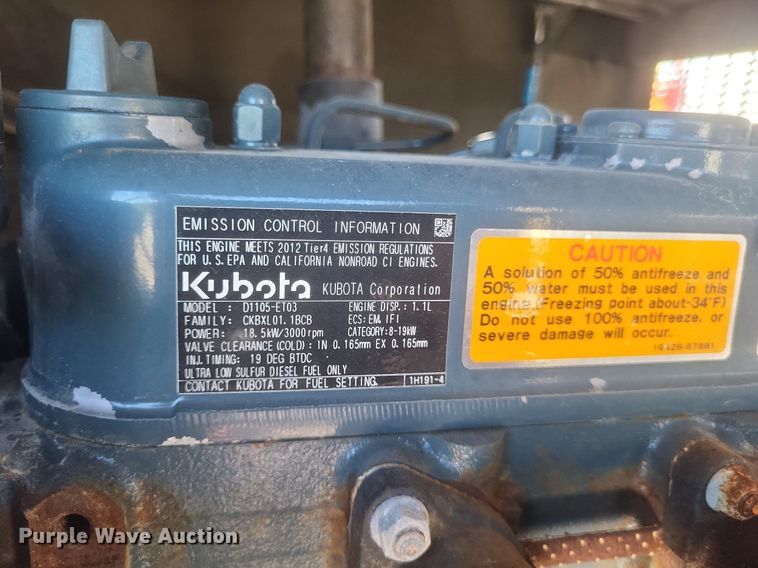 EMISSION CONTROL INFORMATION
THIS ENGINE MEETS 2012 Tier4 EMISSION REGULATIONS
FOR U.S.EPA AND CALIFORNIA NONROAD CI ENGINES.
Kubota KUBOTA Corporation
MODEL : D1105-ET03 ENGINE DISP.: 1.1L
FAMILY: CKBXL01.1BCB ECS: EM, IFI
POWER: 18.5kW/3000rpm CATEGORY:8-19kW
VALVE CLEARANCE(COLD): IN 0.165mm EX 0.165mm
INJ.TIMING: 19 DEG BTDC
ULTRA LOW SULFUR DIESEL FUEL ONLY
CONTACT KUBOTA FOR FUEL SETTING. 1H191-4
CAUTION
A solution of 50% antifreeze and
50% water must be used in this
engine.(Freezing point about-34°F)
Do not use 100% antifreeze, or
severe damage will occur.
19426-87881
Purple Wave Auction